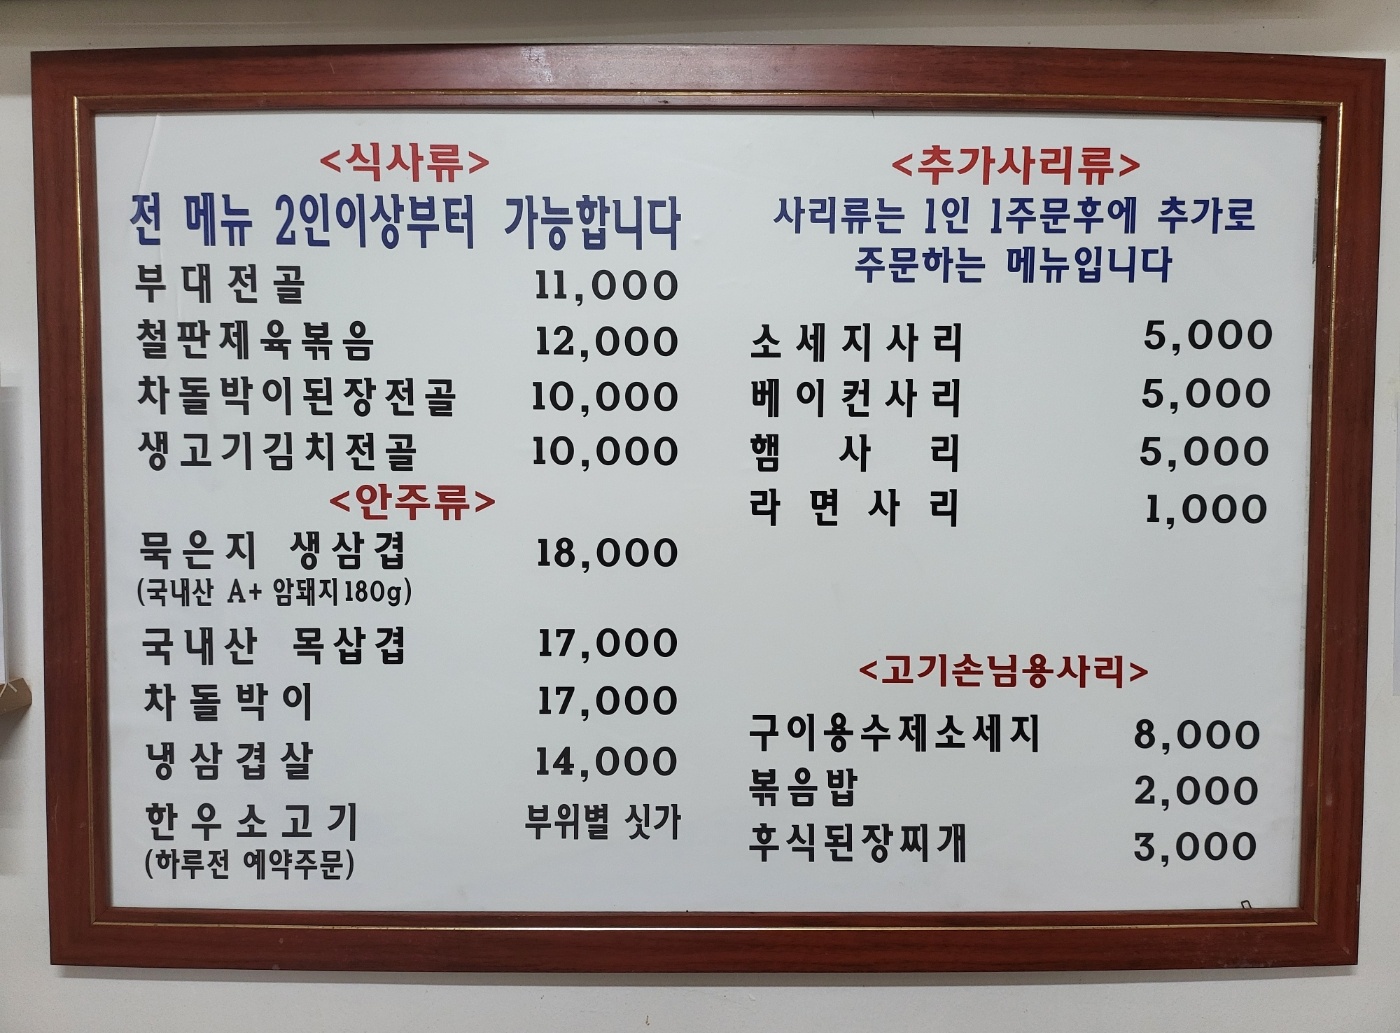 <식사류>
전 메뉴 2인이상부터 가능합니다
부대전골 11,000
철판제육볶음 12,000
차돌박이된장전골 10,000
생고기김치전골 10,000
<안주류>
묵은지 생삼겹 18,000
(국내산 A+ 암돼지180g)
국내산 목삼겹 17,000
차돌박이 17,000
냉삼겹살 14,000
한우소고기 부위별 싯가
(하루전 예약주문)
<추가사리류>
사리류는 1인 1주문후에 추가로
주문하는 메뉴입니다
소세지사리 5,000
베이컨사리 5,000
햄사리 5,000
라면사리 1,000
<고기손님용사리>
구이용수제소세지 8,000
볶음밥 2,000
후식된장찌개 3,000